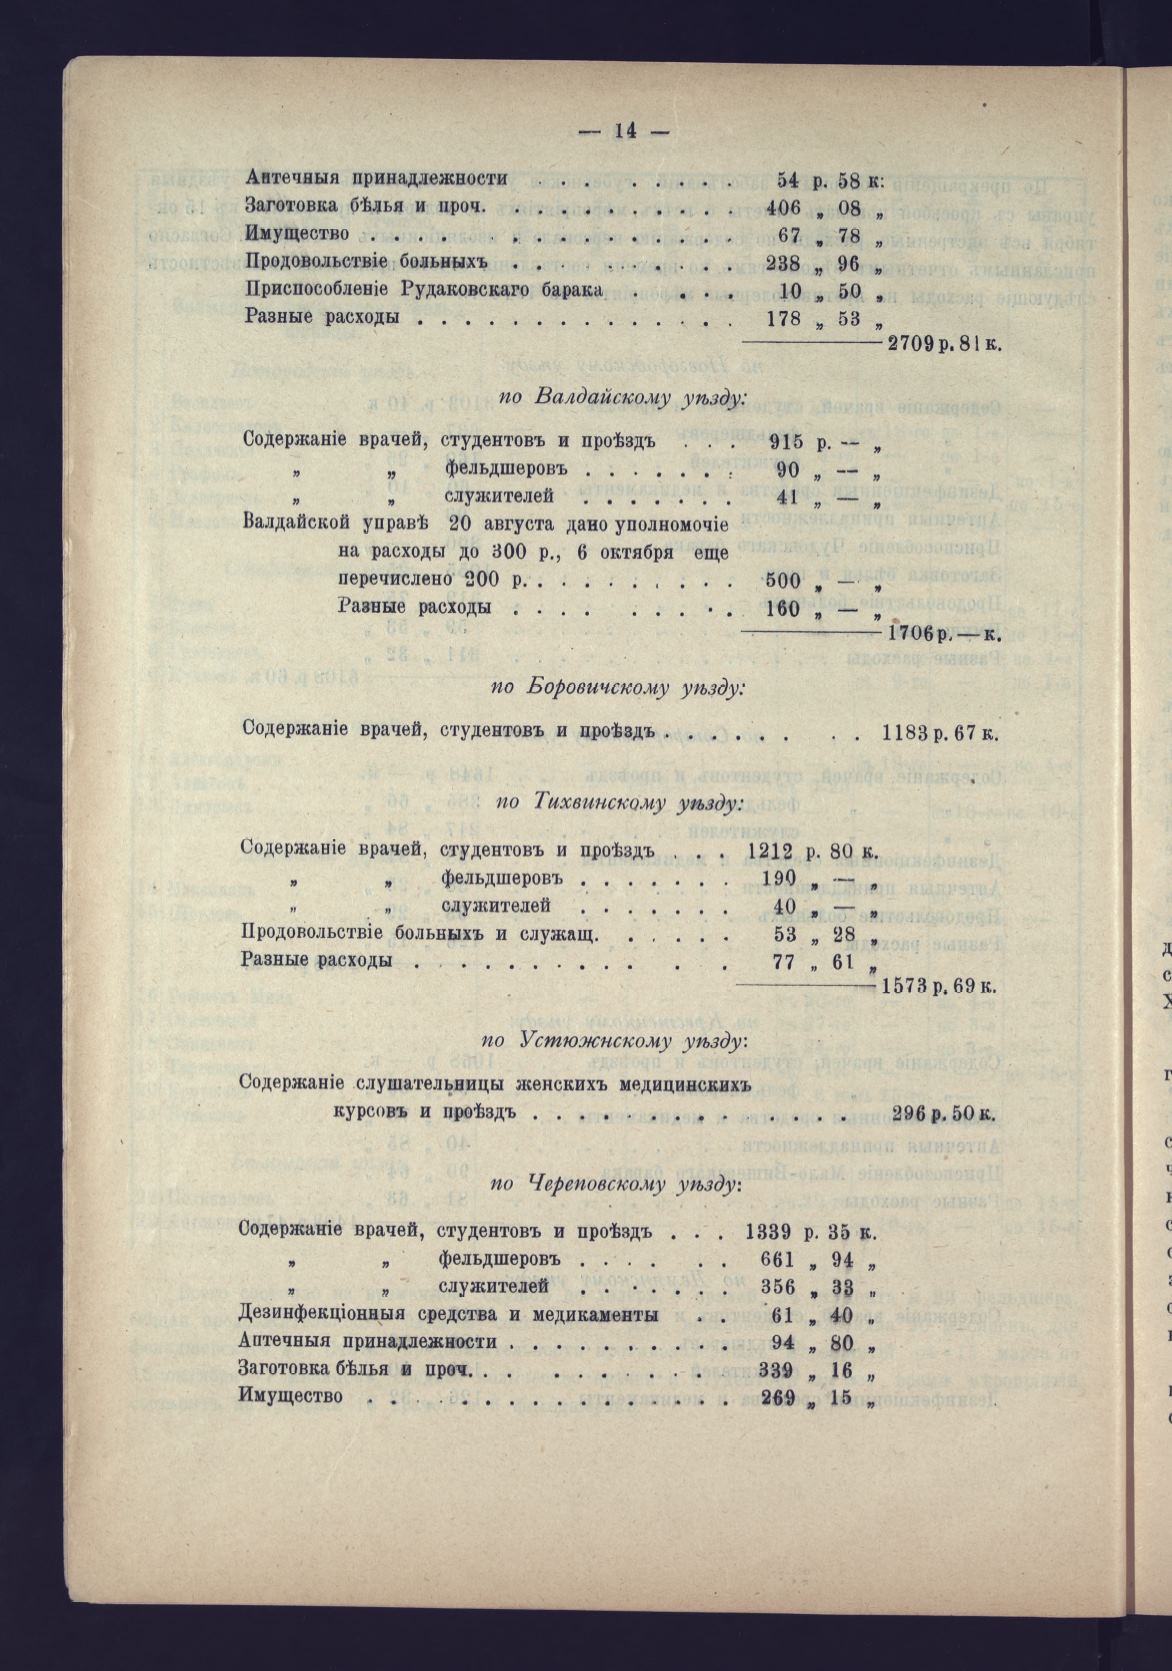 — 14 —
Аптечныя принадлежности . . . . . . . . 54 р. 58 к.
Заготовка бѣлья и проч. . . . . . . . . . . 406 „ 08 „
Имущество . . . . . . . . . . . . . . . . 67 „ 78 „
Продовольствіе больныхъ . . . . . . . . . . 238 „ 96 „
Приспособленіе Рудаковскаго барака . . . . 10 „ 50 „
Разные расходы . . . . . . . . . . . . . . 178 „ 53 „
2709 р. 81 к.
по Валдайскому уѣзду:
Содержаніе врачей, студентовъ и проѣздъ . . . 915 р. — „
„ „ фельдшеровъ . . . . . . . 90 „ — „
„ „ служителей . . . . . . . 41 „ — „
Валдайской управѣ 20 августа дано уполномочіе
на расходы до 300 р., 6 октября еще
перечислено 200 р. . . . . . . . . . 500 „ — „
Разные расходы . . . . . . . . . 160 „ — „
1706 р. — к.
по Боровичскому уѣзду:
Содержаніе врачей, студентовъ и проѣздъ . . . . . . . . 1183 р. 67 к.
по Тихвинскому уѣзду:
Содержаніе врачей, студентовъ и проѣздъ . . . 1212 р. 80 к.
„ „ фельдшеровъ . . . . . . . 190 „ — „
„ „ служителей . . . . . . . 40 „ — „
Продовольствіе больныхъ и служащ. . . . . . 53 „ 28 „
Разные расходы . . . . . . . . . . . . 77 „ 61 „
1573 р. 69 к.
по Устюжнскому уѣзду:
Содержаніе слушательницы женскихъ медицинскихъ
курсовъ и проѣздъ . . . . . . . . . . . . . . 296 р. 50 к.
по Череповскому уѣзду:
Содержаніе врачей, студентовъ и проѣздъ . . . 1339 р. 35 к.
„ „ фельдшеровъ . . . . . . 661 „ 94 „
„ „ служителей . . . . . . . 356 „ 33 „
Дезинфекціонныя средства и медикаменты . . 61 „ 40 „
Аптечныя принадлежности . . . . . . . . . . 94 „ 80 „
Заготовка бѣлья и проч. . . . . . . . . . . 339 „ 16 „
Имущество . . . . . . . . . . . . . . . . 269 „ 15 „